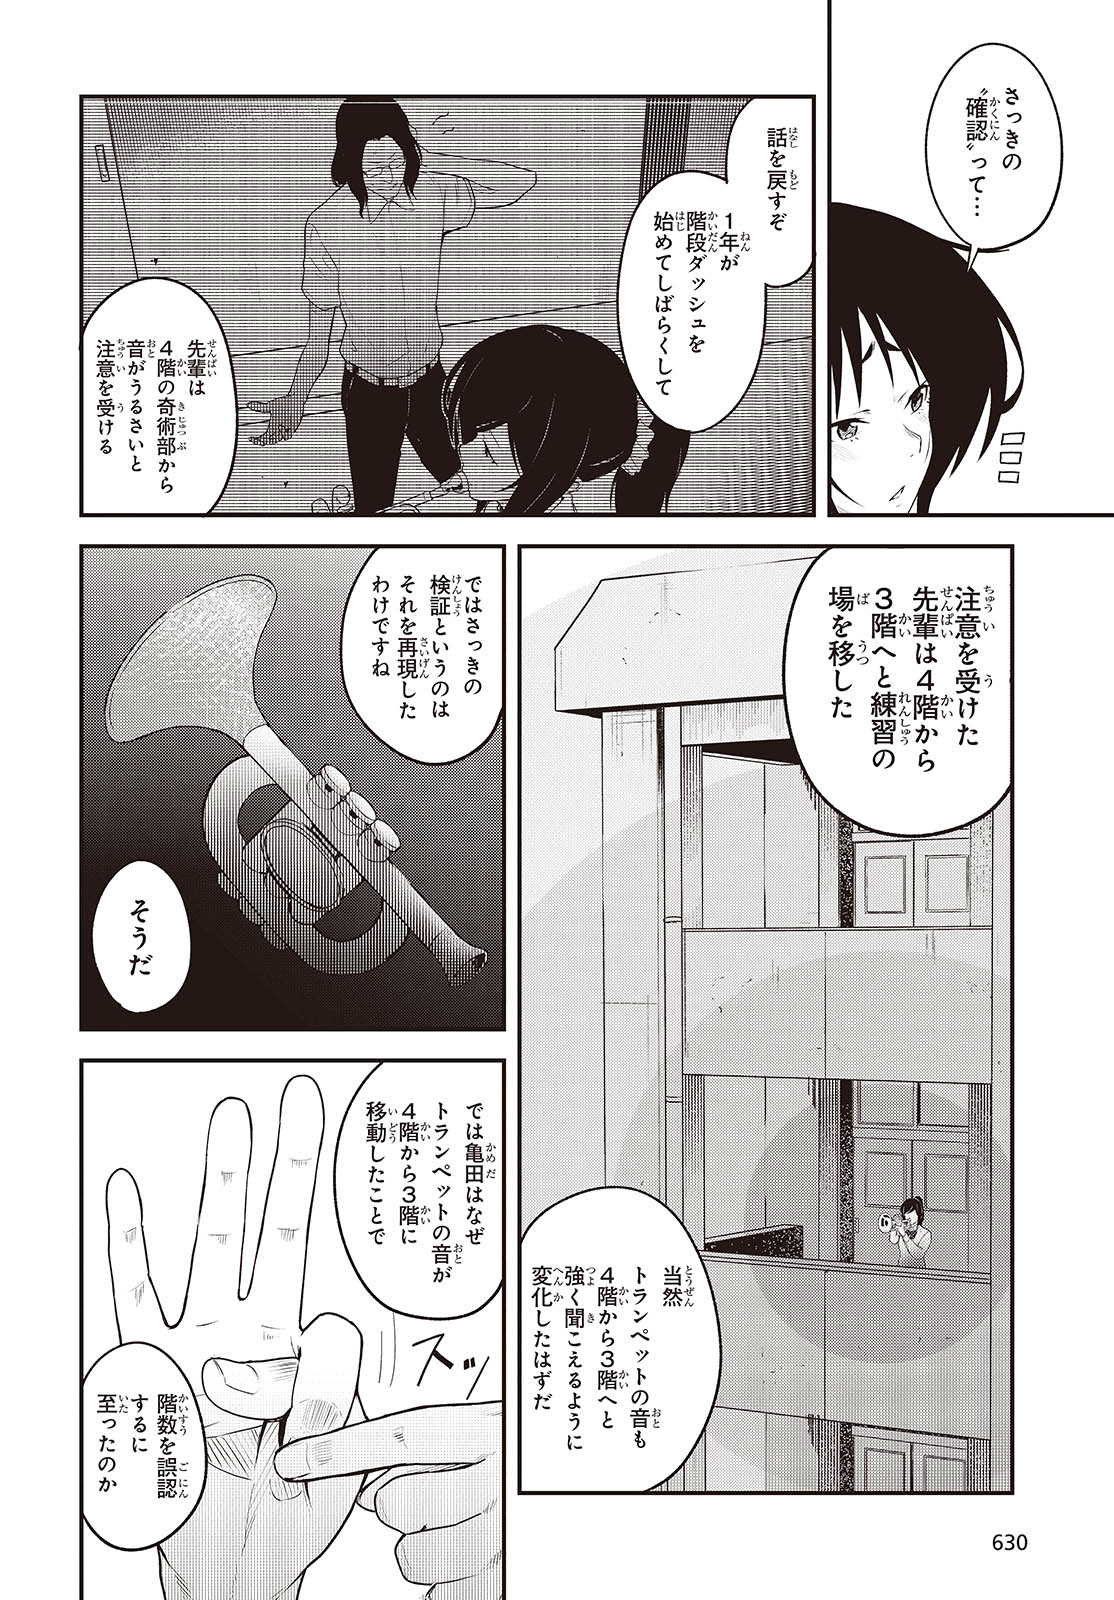 さっきの
〝確認〟って…
話を戻すぞ
1年が
階段ダッシュを
始めてしばらくして
先輩は
4階の奇術部から
音がうるさいと
注意を受ける
注意を受けた
先輩は4階から
3階へと練習の
場を移した
当然
トランペットの音も
4階から3階へと
強く聞こえるように
変化したはずだ
ではさっきの
検証というのは
それを再現した
わけですね
そうだ
では亀田はなぜ
トランペットの音が
4階から3階に
移動したことで
ズッ
階数を誤認
するに
至ったのか
630